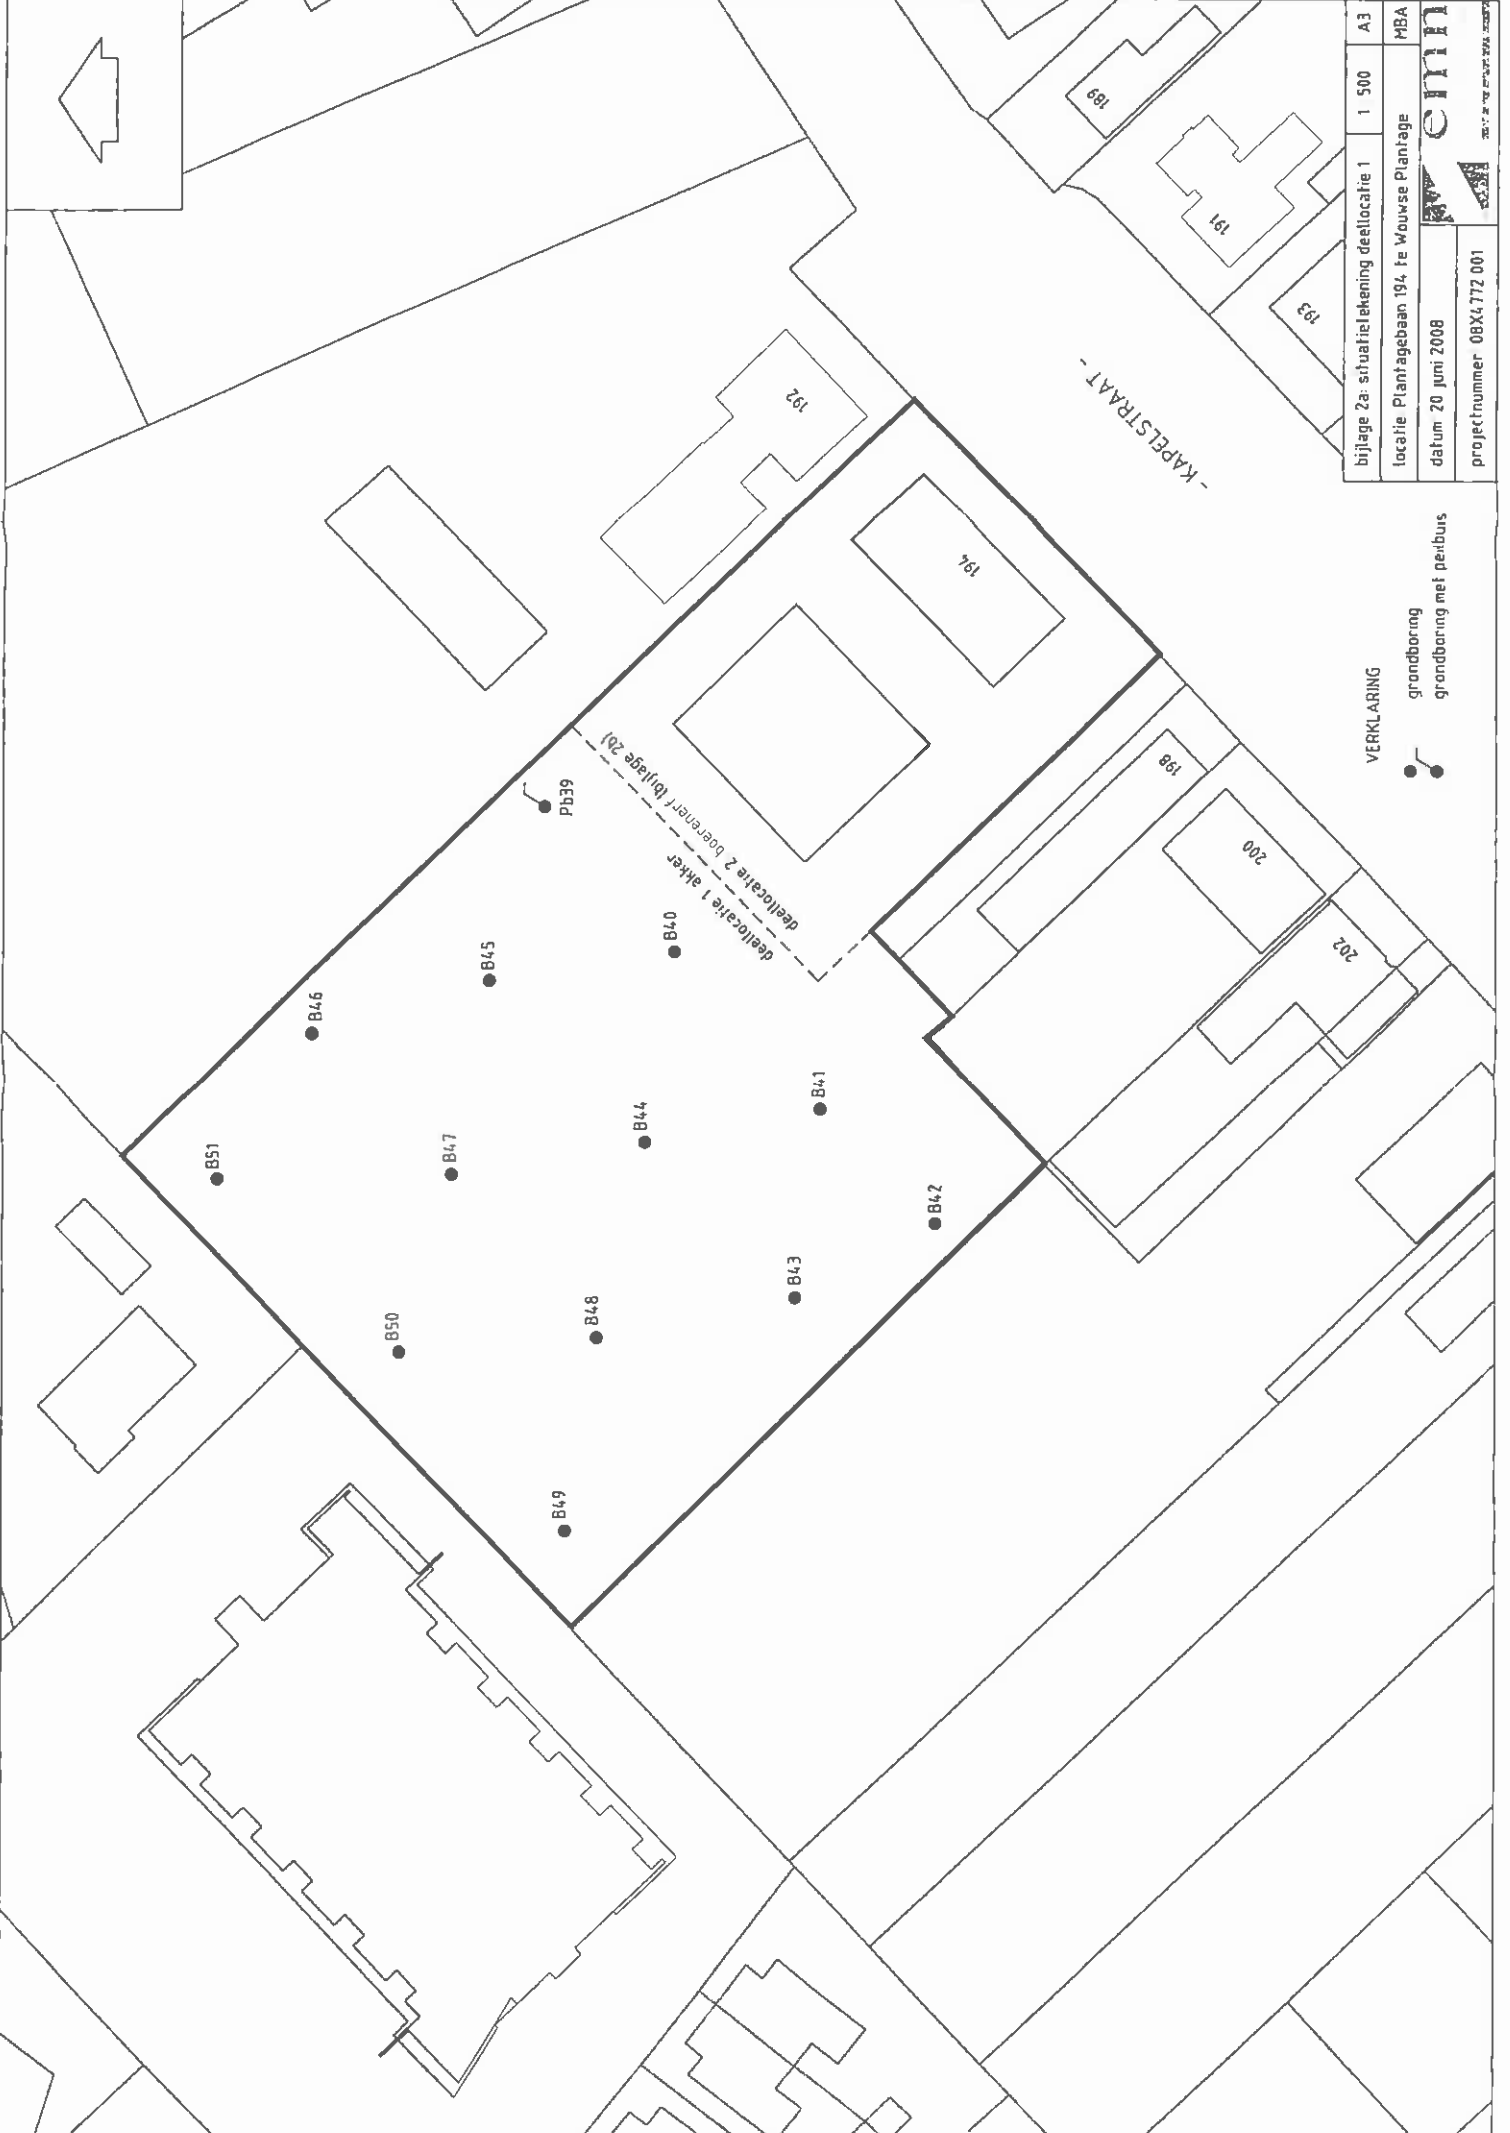 B51
B46
B45
Pb39
B47
B40
B50
B44
B48
B41
B49
B43
B42
deellocatie 2 boerenerf (bijlage 2b)
deellocatie 1 akker
192
194
198
200
202
189
191
193
- KAPELSTRAAT -
VERKLARING
grondboring
grondboring met peilbuis
bijlage 2a: situatietekening deellocatie 1
1 500
A3
locatie Plantagebaan 194 te Wouwse Plantage
MBA
datum 20 juni 2008
projectnummer 08X4772 001